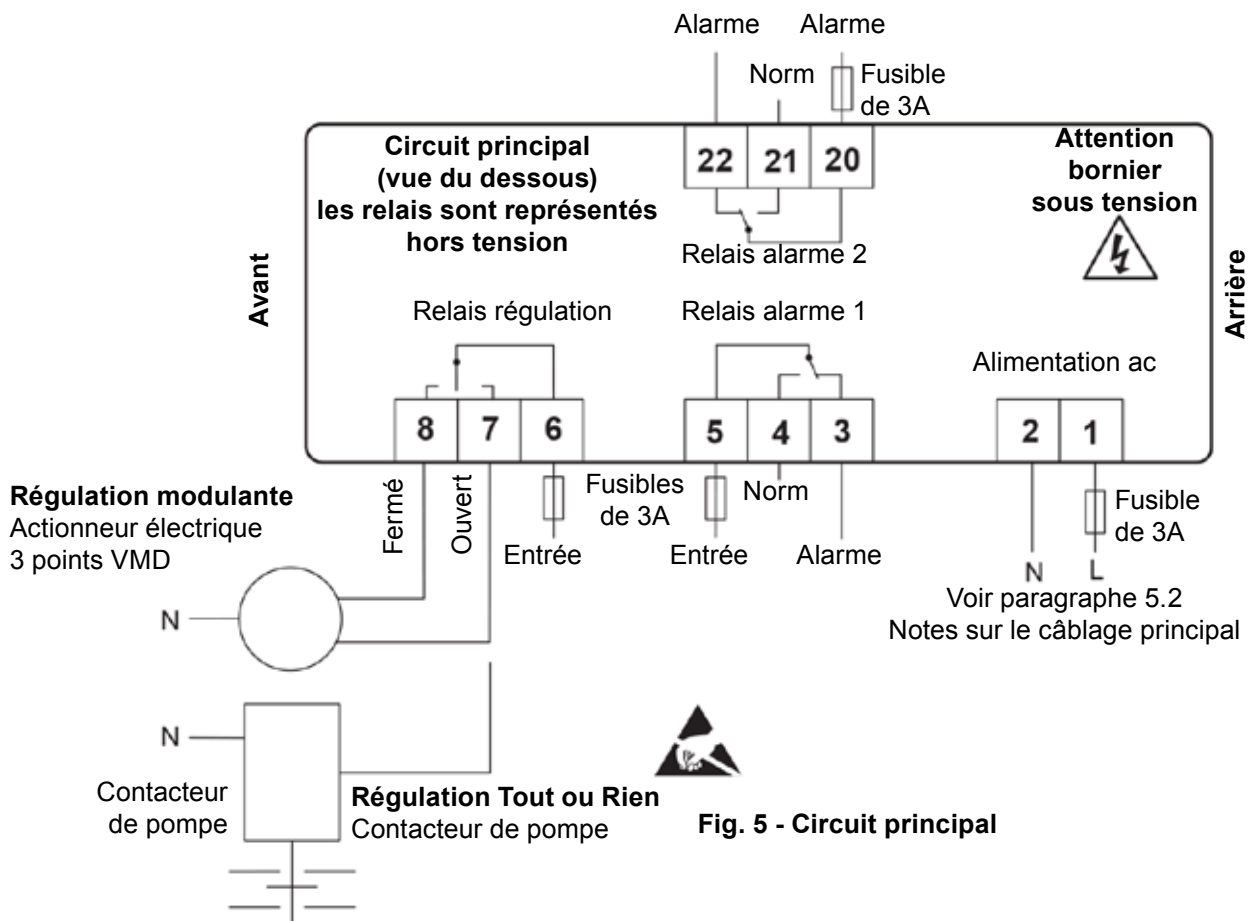 Alarme Alarme
Norm Fusible
de 3A
Circuit principal
(vue du dessous)
les relais sont représentés
hors tension
22 21 20
Attention
bornier
sous tension
Relais alarme 2
Avant
Arrière
Relais régulation
Relais alarme 1
Alimentation ac
8 7 6
5 4 3
2 1
Régulation modulante
Actionneur électrique
3 points VMD
Fermé
Ouvert
Entrée
Fusibles
de 3A
Norm
Entrée
Alarme
Fusible
de 3A
N L
Voir paragraphe 5.2
Notes sur le câblage principal
N
N
Contacteur
de pompe
Régulation Tout ou Rien
Contacteur de pompe
Fig. 5 - Circuit principal